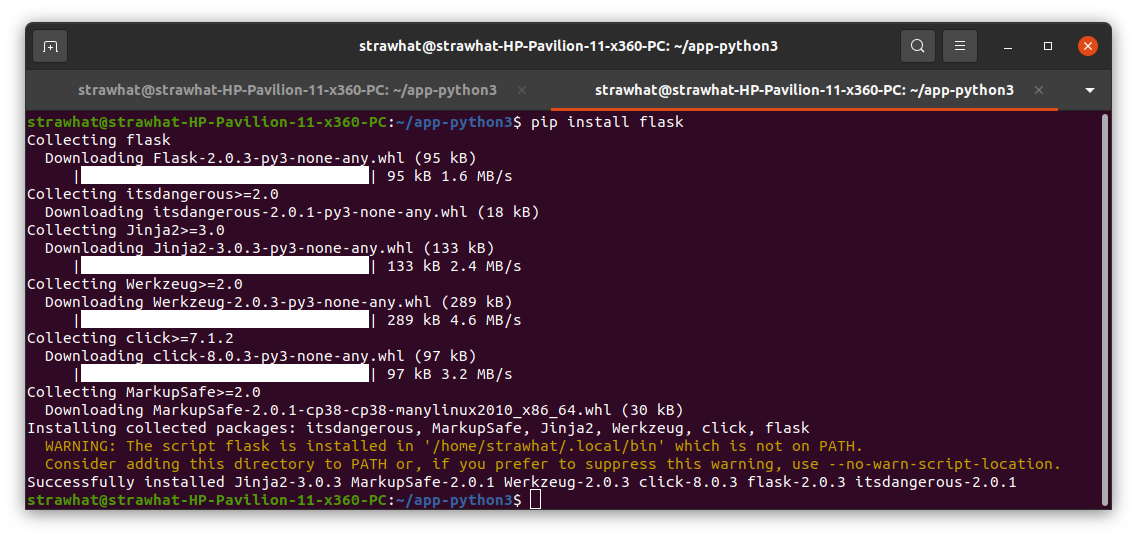 strawhat@strawhat-HP-Pavilion-11-x360-PC: ~/app-python3
strawhat@strawhat-HP-Pavilion-11-x360-PC: ~/app-python3 × strawhat@strawhat-HP-Pavilion-11-x360-PC: ~/app-python3 ×
strawhat@strawhat-HP-Pavilion-11-x360-PC:~/app-python3$ pip install flask
Collecting flask
  Downloading Flask-2.0.3-py3-none-any.whl (95 kB)
     |████████████████████████████████| 95 kB 1.6 MB/s
Collecting itsdangerous>=2.0
  Downloading itsdangerous-2.0.1-py3-none-any.whl (18 kB)
Collecting Jinja2>=3.0
  Downloading Jinja2-3.0.3-py3-none-any.whl (133 kB)
     |████████████████████████████████| 133 kB 2.4 MB/s
Collecting Werkzeug>=2.0
  Downloading Werkzeug-2.0.3-py3-none-any.whl (289 kB)
     |████████████████████████████████| 289 kB 4.6 MB/s
Collecting click>=7.1.2
  Downloading click-8.0.3-py3-none-any.whl (97 kB)
     |████████████████████████████████| 97 kB 3.2 MB/s
Collecting MarkupSafe>=2.0
  Downloading MarkupSafe-2.0.1-cp38-cp38-manylinux2010_x86_64.whl (30 kB)
Installing collected packages: itsdangerous, MarkupSafe, Jinja2, Werkzeug, click, flask
  WARNING: The script flask is installed in '/home/strawhat/.local/bin' which is not on PATH.
  Consider adding this directory to PATH or, if you prefer to suppress this warning, use --no-warn-script-location.
Successfully installed Jinja2-3.0.3 MarkupSafe-2.0.1 Werkzeug-2.0.3 click-8.0.3 flask-2.0.3 itsdangerous-2.0.1
strawhat@strawhat-HP-Pavilion-11-x360-PC:~/app-python3$